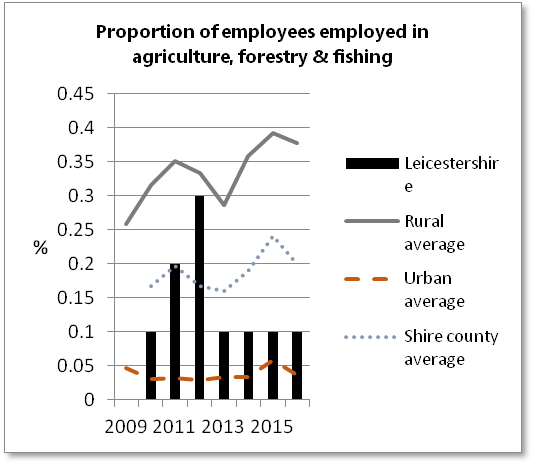 Proportion of employees employed in
agriculture, forestry & fishing
0.45
0.4
0.35
0.3
0.25
0.2
0.15
0.1
0.05
0
%
2009 2011 2013 2015
Leicestershir
e
Rural
average
Urban
average
Shire county
average